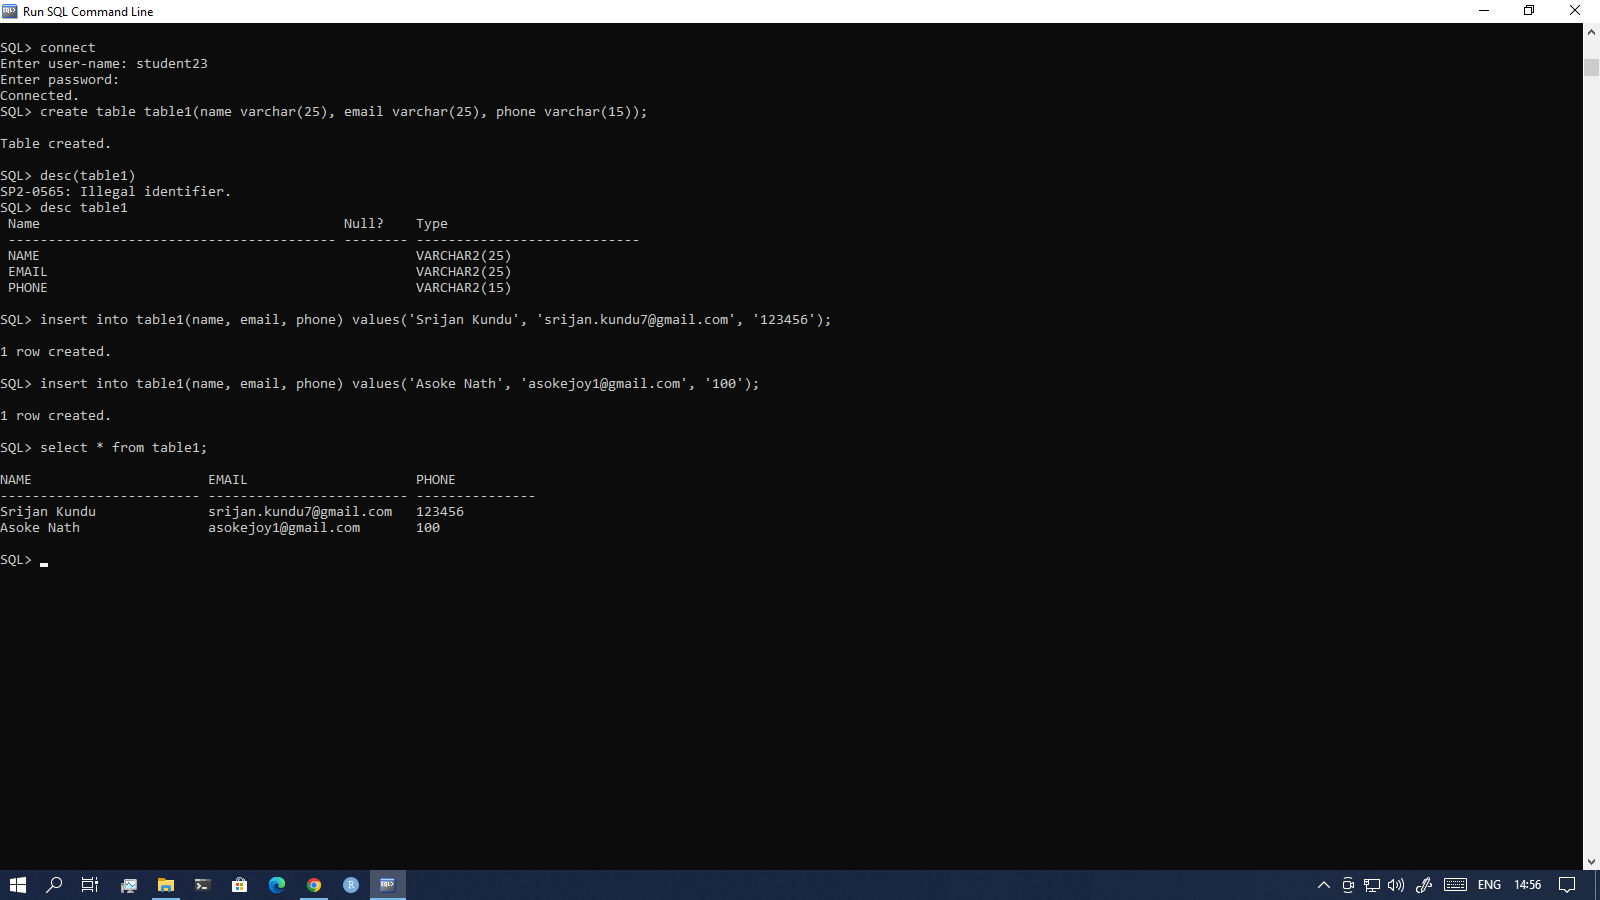 Run SQL Command Line
SQL> connect
Enter user-name: student23
Enter password:
Connected.
SQL> create table table1(name varchar(25), email varchar(25), phone varchar(15));
Table created.
SQL> desc(table1)
SP2-0565: Illegal identifier.
SQL> desc table1
 Name                                      Null?    Type
 ----------------------------------------- -------- ----------------------------
 NAME                                               VARCHAR2(25)
 EMAIL                                              VARCHAR2(25)
 PHONE                                              VARCHAR2(15)
SQL> insert into table1(name, email, phone) values('Srijan Kundu', 'srijan.kundu7@gmail.com', '123456');
1 row created.
SQL> insert into table1(name, email, phone) values('Asoke Nath', 'asokejoy1@gmail.com', '100');
1 row created.
SQL> select * from table1;
NAME                      EMAIL                     PHONE
------------------------- ------------------------- ---------------
Srijan Kundu              srijan.kundu7@gmail.com   123456
Asoke Nath                asokejoy1@gmail.com       100
SQL>
ENG 14:56